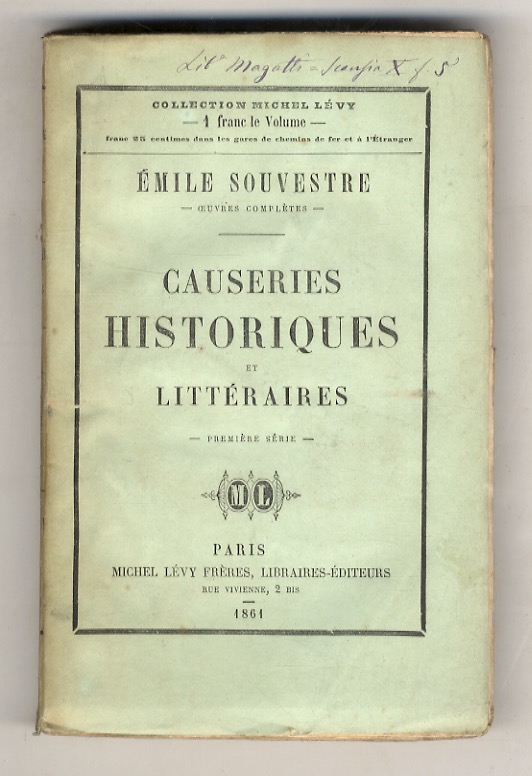 Lib Magatti = Scansia X f. 5
COLLECTION MICHEL LÉVY
— 1 franc le Volume —
franc 25 centimes dans les gares de chemins de fer et à l'Étranger
ÉMILE SOUVESTRE
— ŒUVRES COMPLÈTES —
CAUSERIES
HISTORIQUES
ET
LITTÉRAIRES
— PREMIÈRE SÉRIE —
ML
PARIS
MICHEL LÉVY FRÈRES, LIBRAIRES-ÉDITEURS
RUE VIVIENNE, 2 BIS
1861